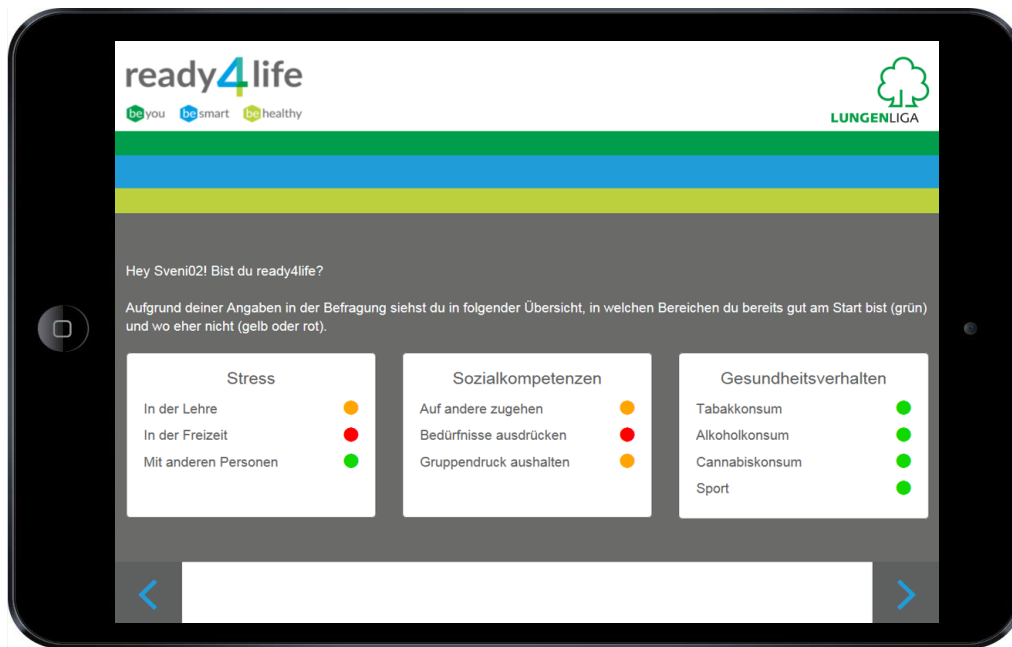 ready4life
beyou besmart behealthy
LUNGENLIGA
Hey Sveni02! Bist du ready4life?
Aufgrund deiner Angaben in der Befragung siehst du in folgender Übersicht, in welchen Bereichen du bereits gut am Start bist (grün)
und wo eher nicht (gelb oder rot).
Stress
In der Lehre
In der Freizeit
Mit anderen Personen
Sozialkompetenzen
Auf andere zugehen
Bedürfnisse ausdrücken
Gruppendruck aushalten
Gesundheitsverhalten
Tabakkonsum
Alkoholkonsum
Cannabiskonsum
Sport